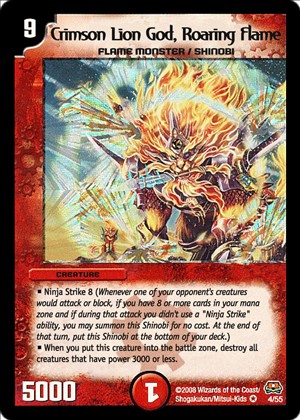 9
Crimson Lion God, Roaring Flame
FLAME MONSTER / SHINOBI
CREATURE
■ Ninja Strike 8 (Whenever one of your opponent's creatures
would attack or block, if you have 8 or more cards in your mana
zone and if during that attack you didn't use a "Ninja Strike"
ability, you may summon this Shinobi for no cost. At the end of
that turn, put this Shinobi at the bottom of your deck.)
■ When you put this creature into the battle zone, destroy all
creatures that have power 3000 or less.
5000
1
©2008 Wizards of the Coast/
Shogakukan/Mitsui-Kids
4/55